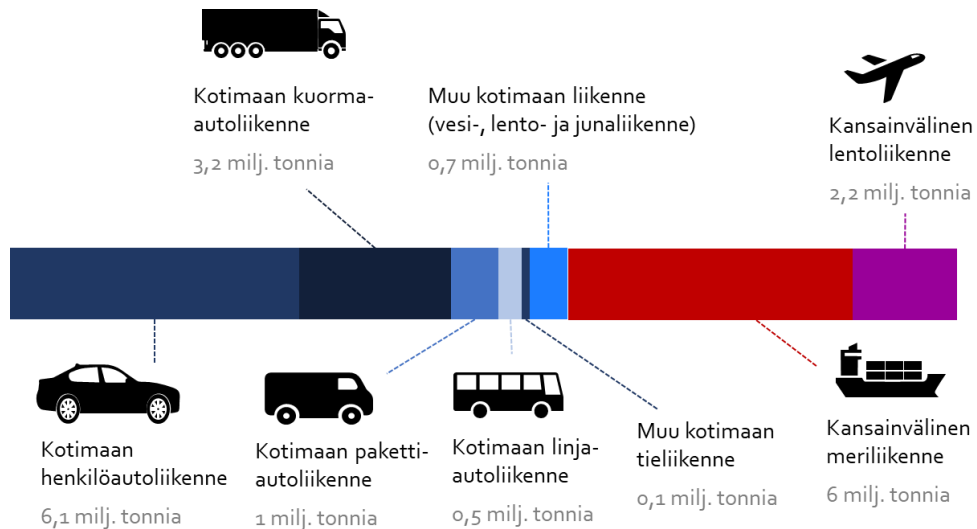 Kotimaan kuorma-
autoliikenne
3,2 milj. tonnia
Muu kotimaan liikenne
(vesi-, lento- ja junaliikenne)
0,7 milj. tonnia
Kansainvälinen
lentoliikenne
2,2 milj. tonnia
Kotimaan
henkilöautoliikenne
6,1 milj. tonnia
Kotimaan paketti-
autoliikenne
1 milj. tonnia
Kotimaan linja-
autoliikenne
0,5 milj. tonnia
Muu kotimaan
tieliikenne
0,1 milj. tonnia
Kansainvälinen
meriliikenne
6 milj. tonnia